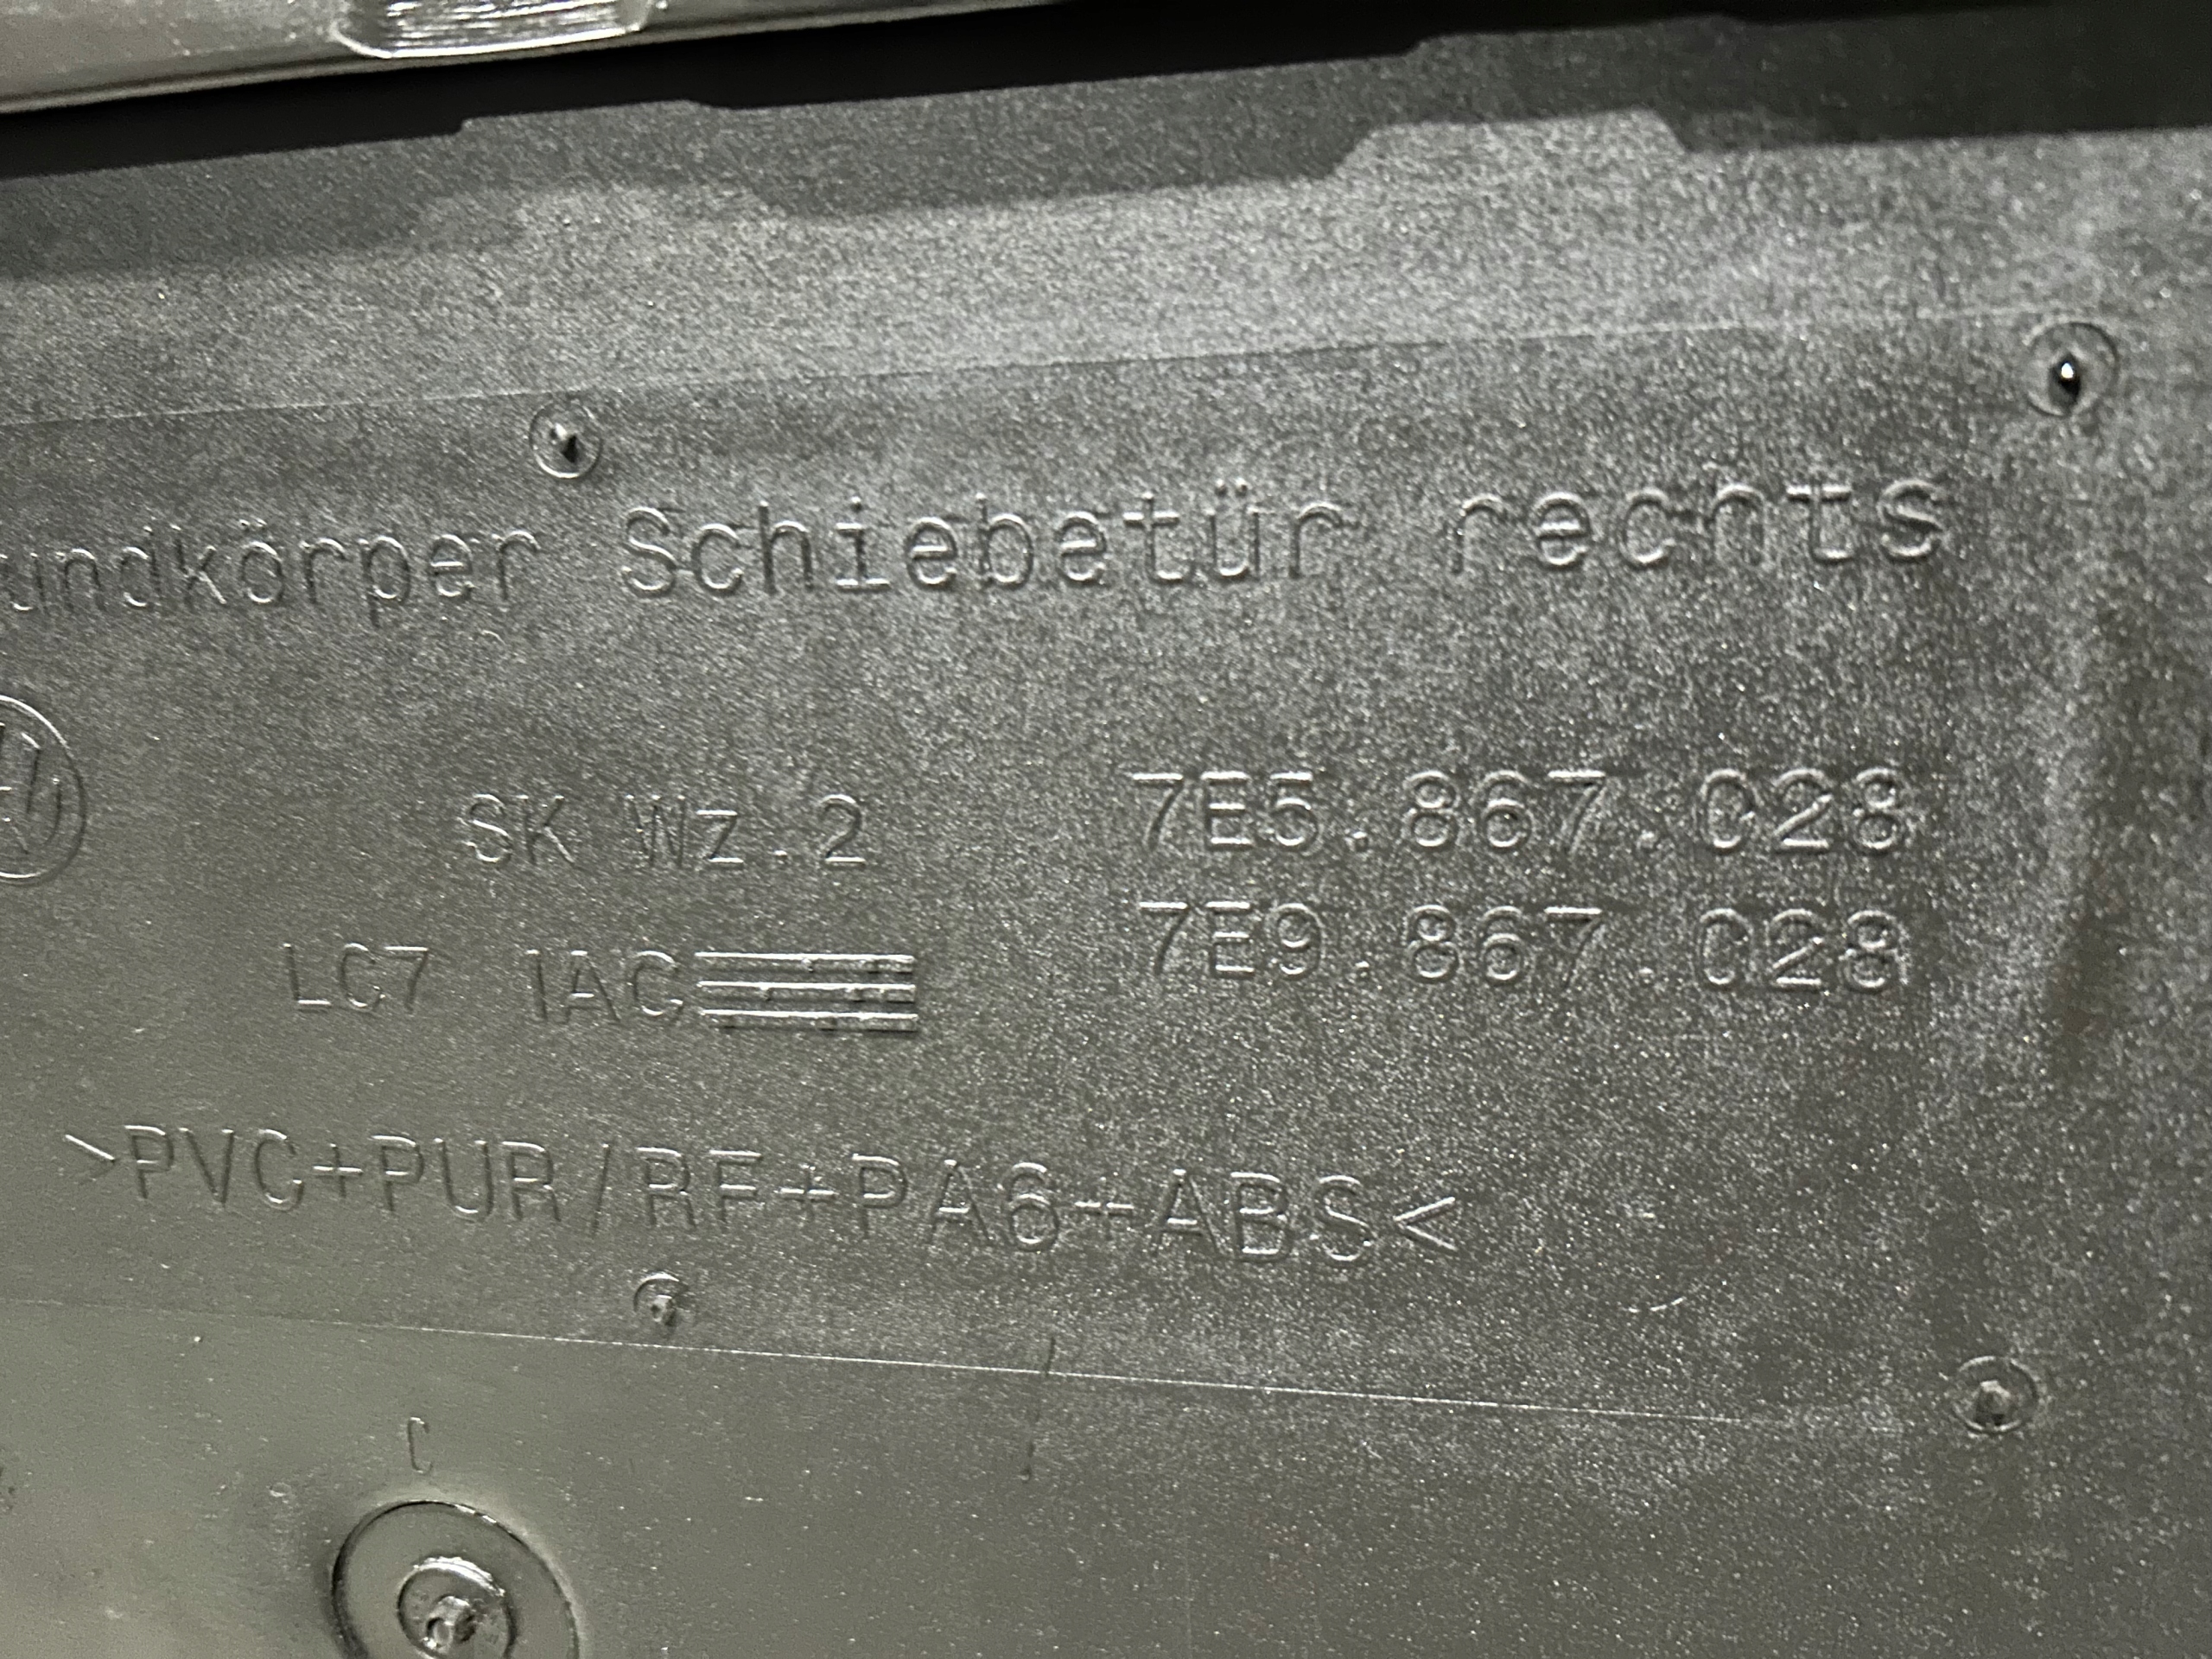 undkörper Schiebetür rechts
SK Wz.2
7E5.867.028
7E9.867.028
LC7 IAC
>PVC+PUR/RF+PA6+ABS<
C